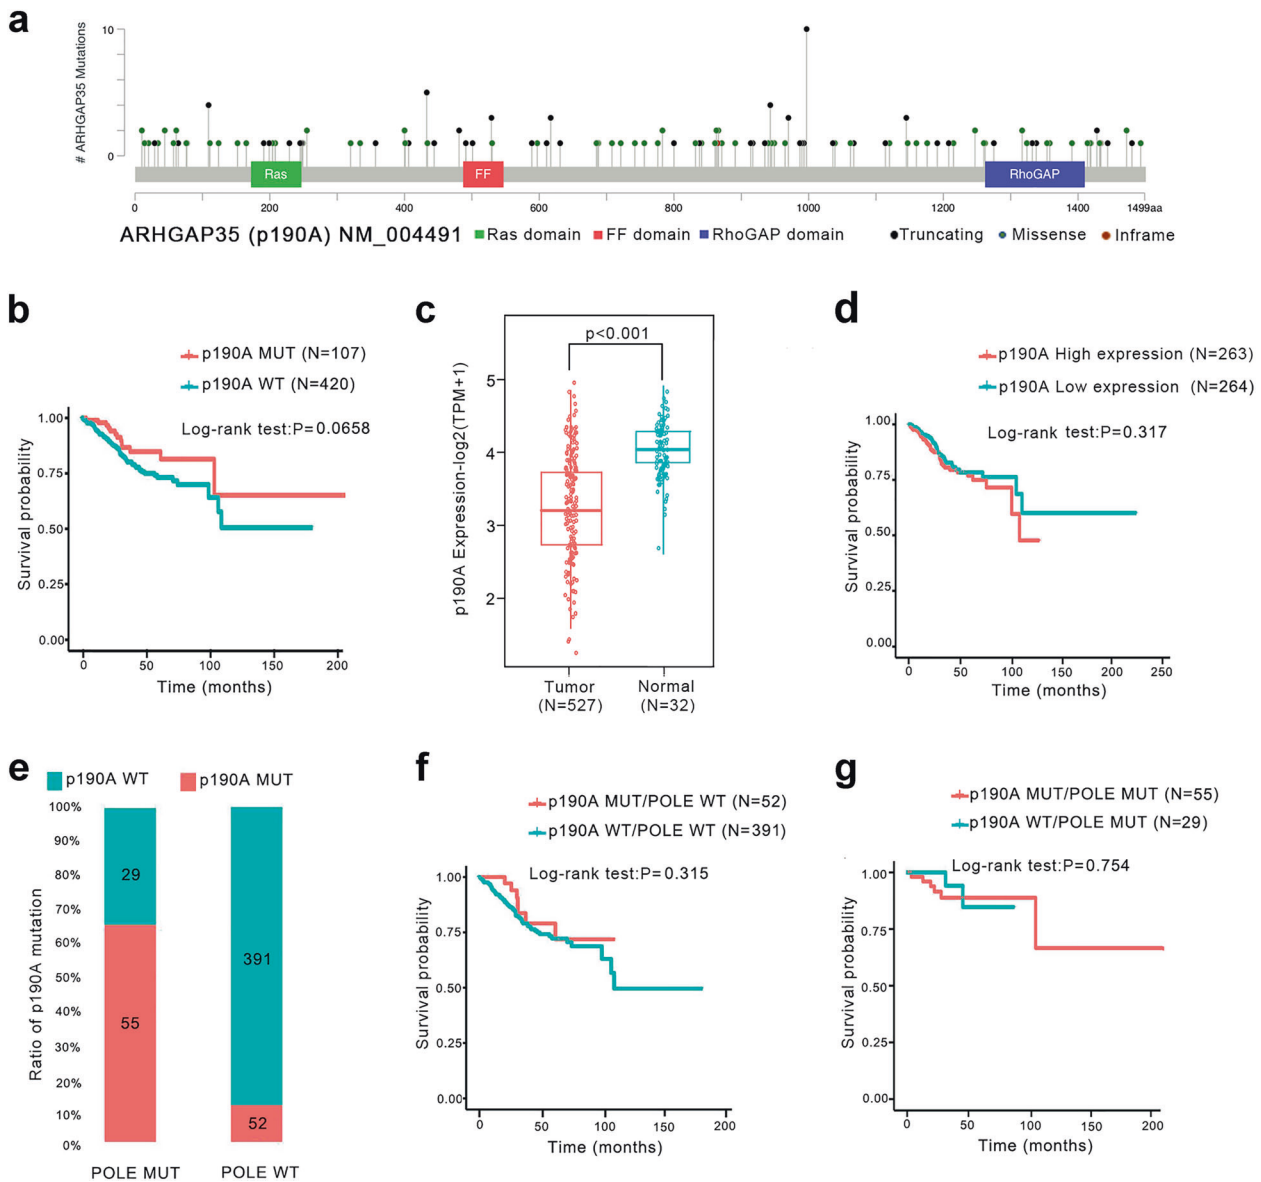 a
# ARHGAP35 Mutations
10
0
Ras
FF
RhoGAP
0 200 400 600 800 1000 1200 1400 1499aa
ARHGAP35 (p190A) NM_004491 Ras domain FF domain RhoGAP domain Truncating Missense Inframe
b
p190A MUT (N=107)
p190A WT (N=420)
Log-rank test:P=0.0658
Survival probability
1.00
0.75
0.50
0.25
0.00
0 50 100 150 200
Time (months)
c
p<0.001
p190A Expression-log2(TPM+1)
5
4
3
2
Tumor Normal
(N=527) (N=32)
d
p190A High expression (N=263)
p190A Low expression (N=264)
Log-rank test:P=0.317
Survival probability
1.00
0.75
0.50
0.25
0.00
0 50 100 150 200 250
Time (months)
e
p190A WT p190A MUT
Ratio of p190A mutation
100%
90%
80%
70%
60%
50%
40%
30%
20%
10%
0%
29
55
391
52
POLE MUT POLE WT
f
p190A MUT/POLE WT (N=52)
p190A WT/POLE WT (N=391)
Log-rank test:P=0.315
Survival probability
1.00
0.75
0.50
0.25
0.00
0 50 100 150 200
Time (months)
g
p190A MUT/POLE MUT (N=55)
p190A WT/POLE MUT (N=29)
Log-rank test:P=0.754
Survival probability
1.00
0.75
0.50
0.25
0.00
0 50 100 150 200
Time (months)